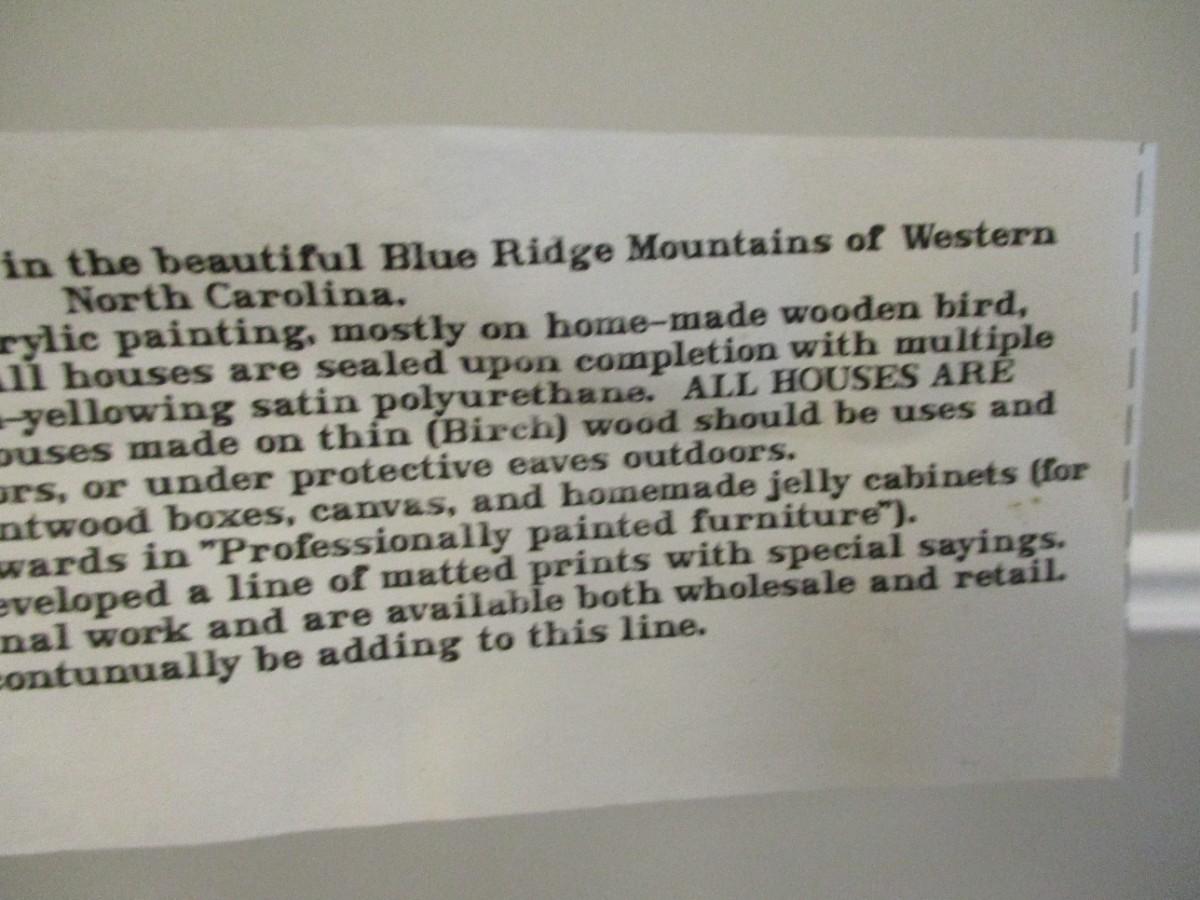 in the beautiful Blue Ridge Mountains of Western
North Carolina.
rylic painting, mostly on home-made wooden bird,
ll houses are sealed upon completion with multiple
-yellowing satin polyurethane. ALL HOUSES ARE
ouses made on thin (Birch) wood should be uses and
ors, or under protective eaves outdoors.
ntwood boxes, canvas, and homemade jelly cabinets (for
wards in "Professionally painted furniture").
eveloped a line of matted prints with special sayings.
nal work and are available both wholesale and retail.
contunually be adding to this line.